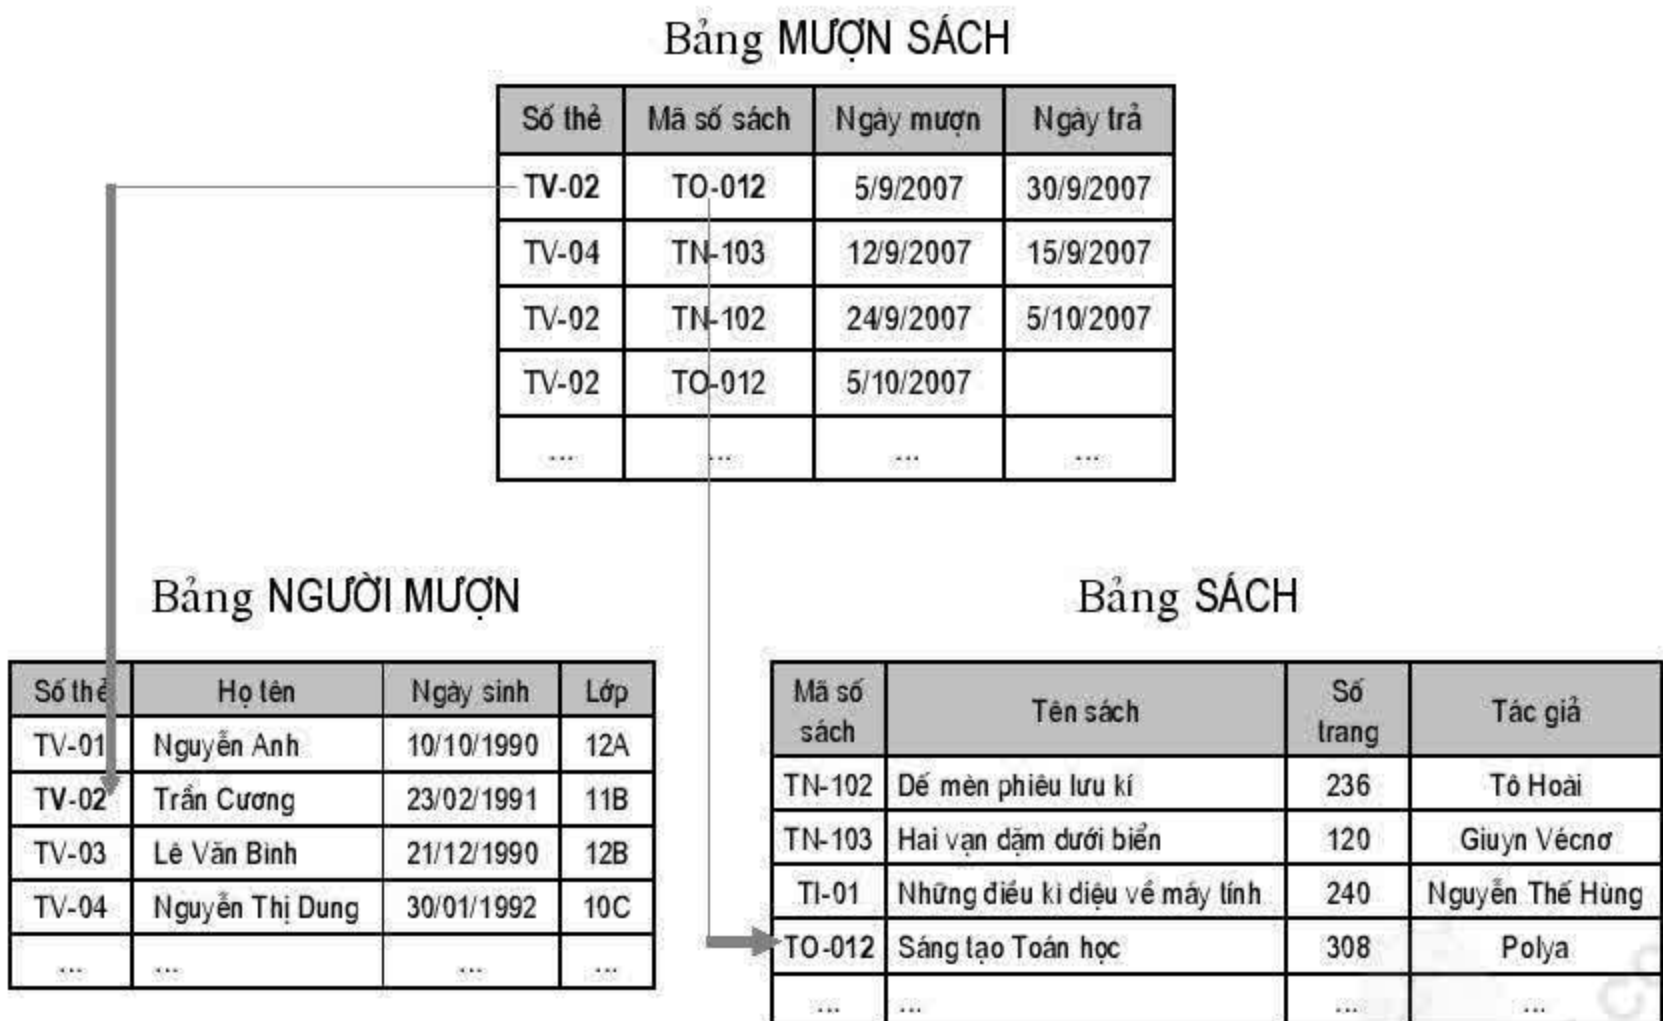 Bảng MƯỢN SÁCH
Số thẻ Mã số sách Ngày mượn Ngày trả
TV-02 TO-012 5/9/2007 30/9/2007
TV-04 TN-103 12/9/2007 15/9/2007
TV-02 TN-102 24/9/2007 5/10/2007
TV-02 TO-012 5/10/2007
... ... ... ...
Bảng NGƯỜI MƯỢN
Số thẻ Họ tên Ngày sinh Lớp
TV-01 Nguyễn Anh 10/10/1990 12A
TV-02 Trần Cương 23/02/1991 11B
TV-03 Lê Văn Bình 21/12/1990 12B
TV-04 Nguyễn Thị Dung 30/01/1992 10C
... ... ... ...
Bảng SÁCH
Mã số sách Tên sách Số trang Tác giả
TN-102 Dế mèn phiêu lưu kí 236 Tô Hoài
TN-103 Hai vạn dặm dưới biển 120 Giuyn Vécnơ
TI-01 Những điều kì diệu về máy tính 240 Nguyễn Thế Hùng
TO-012 Sáng tạo Toán học 308 Polya
... ... ... ...